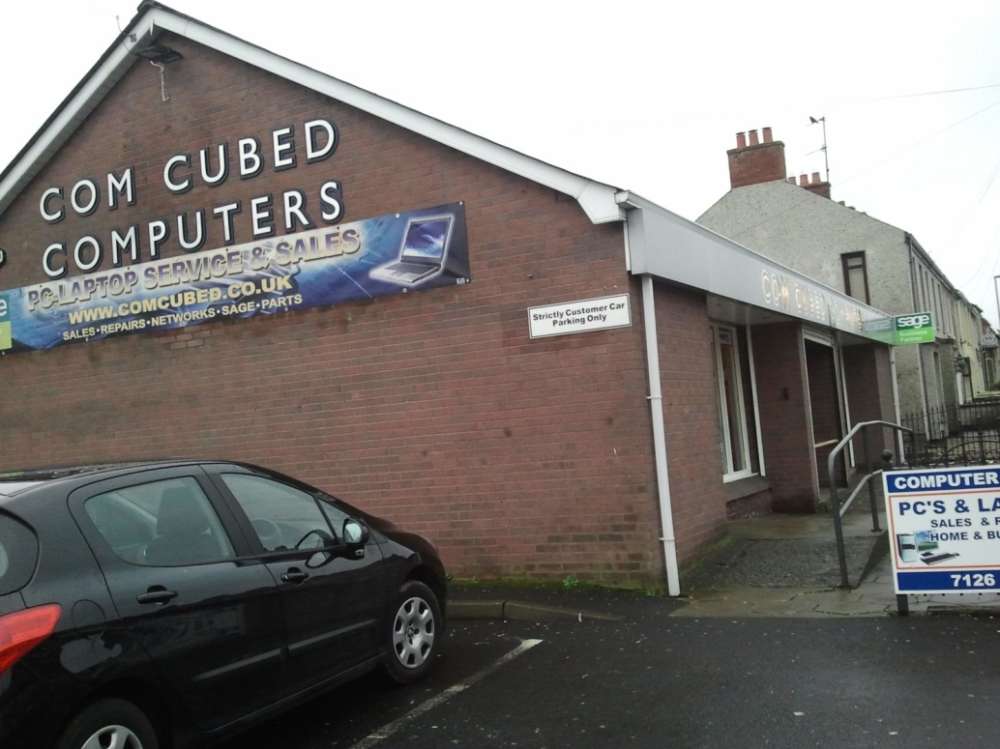 COM CUBED
COMPUTERS
PC-LAPTOP SERVICE & SALES
WWW.COMCUBED.CO.UK
SALES•REPAIRS•NETWORKS•SAGE•PARTS
Strictly Customer Car
Parking Only
COM CUBED
sage
Business
Partner
COMPUTER
PC'S & LA
SALES & R
HOME & BU
7126